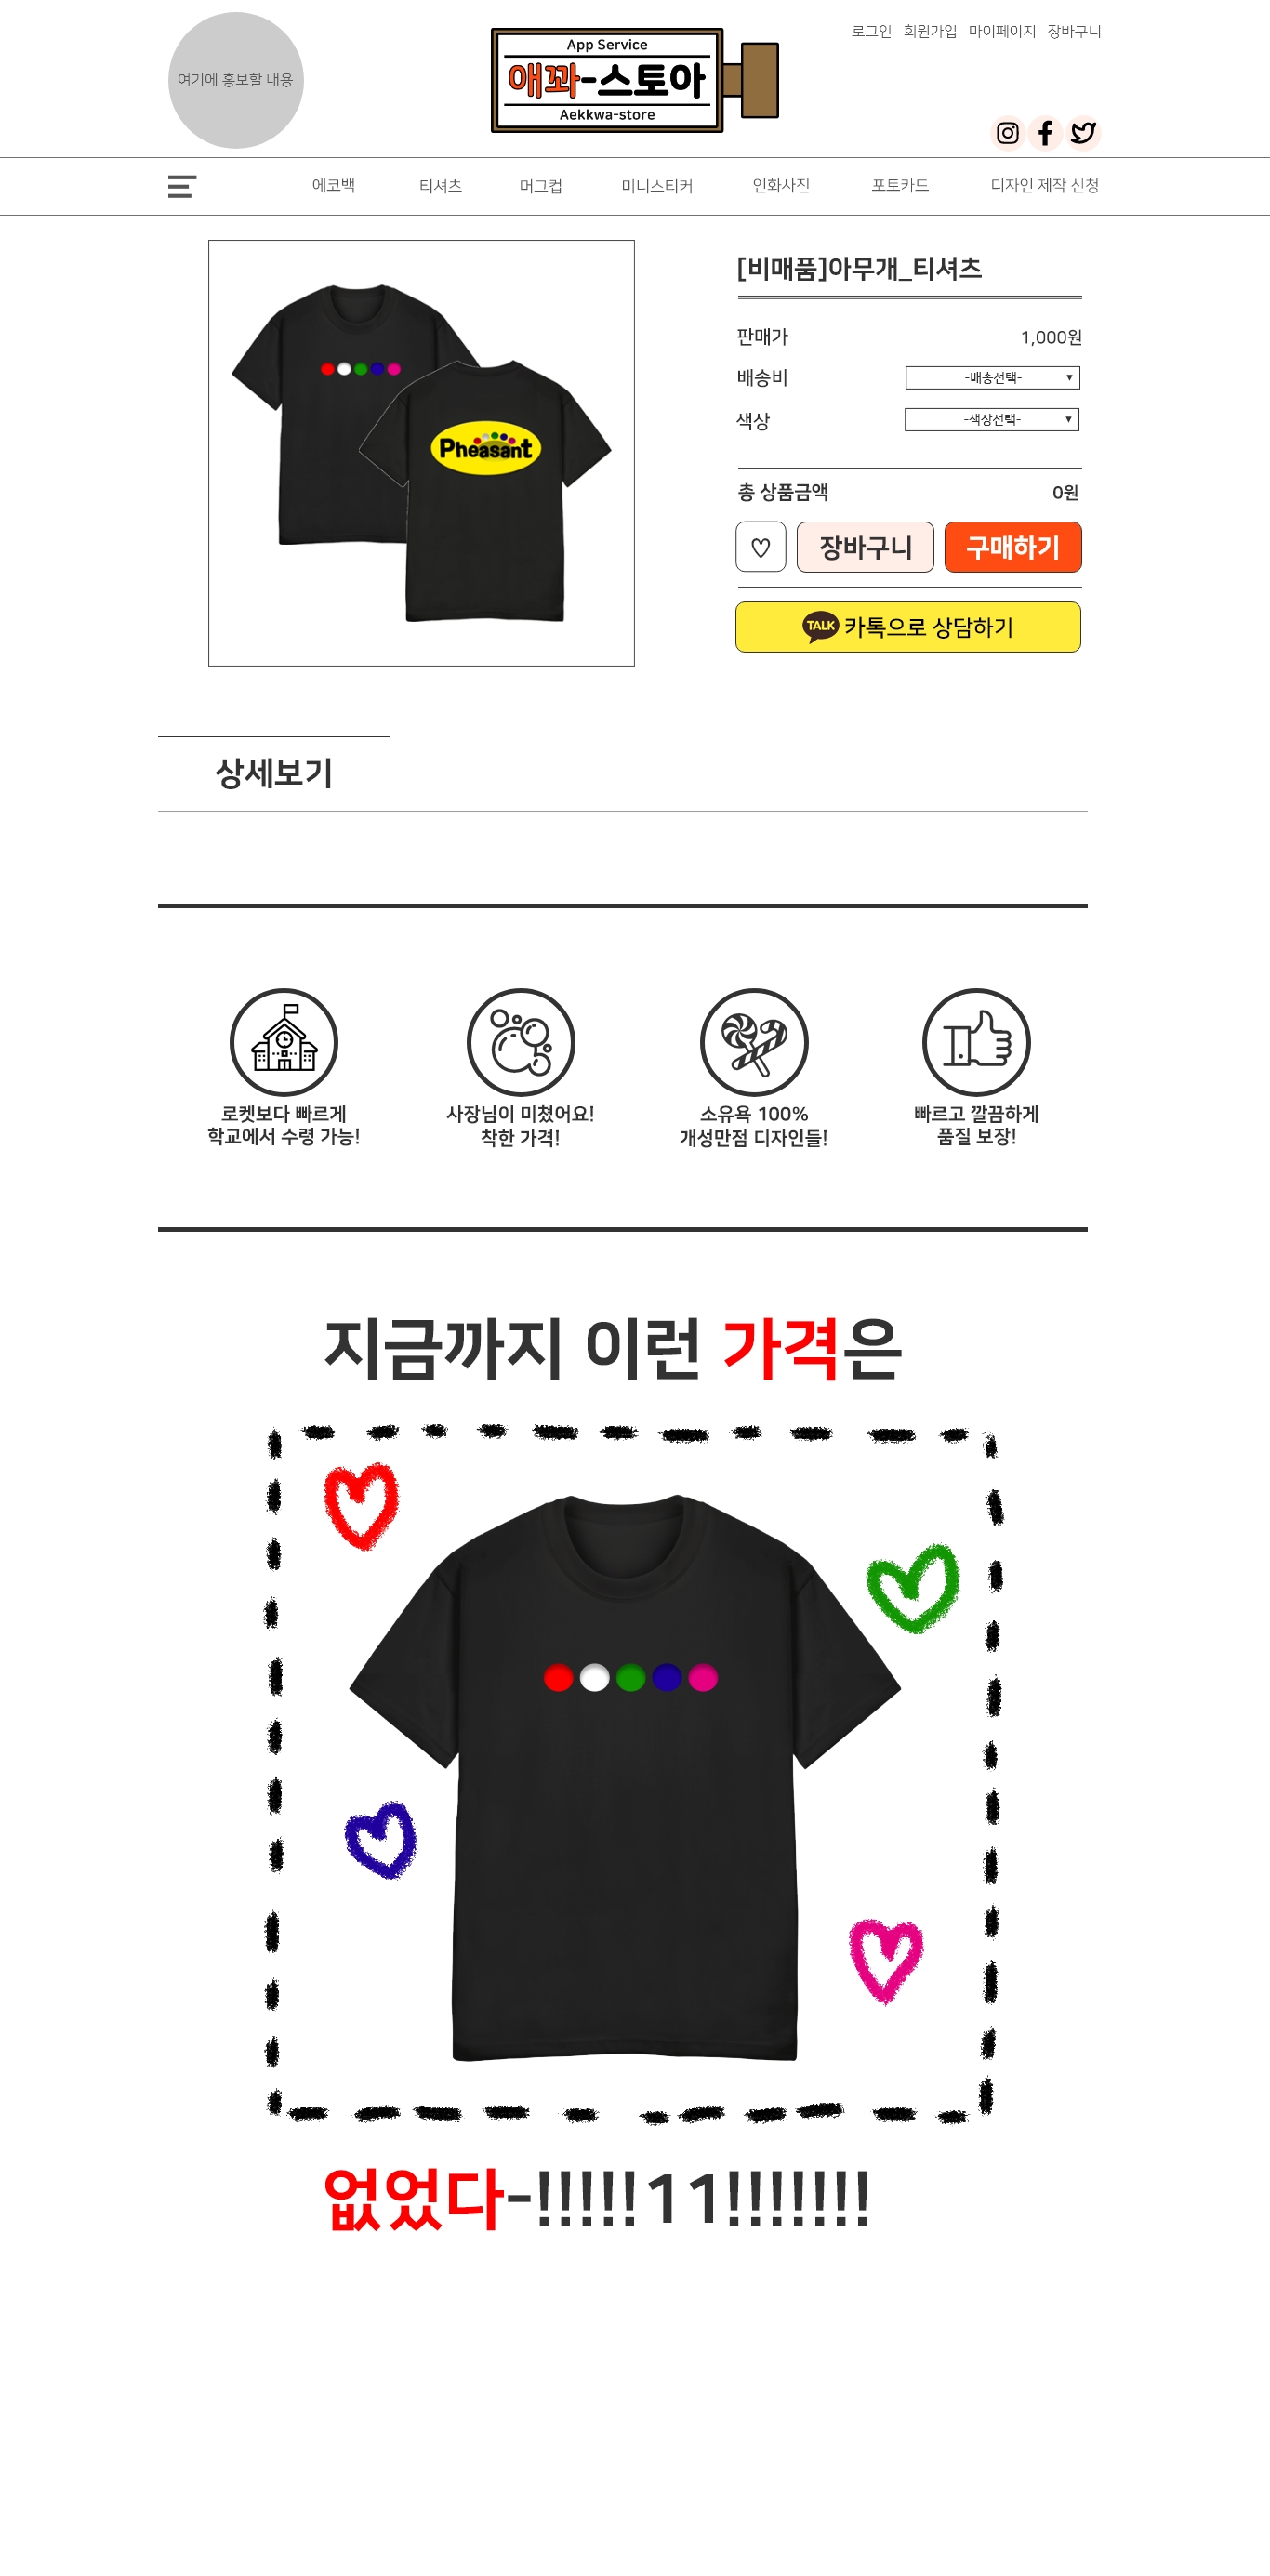 여기에 홍보할 내용
App Service
애꽈-스토아
Aekkwa-store
로그인 회원가입 마이페이지 장바구니
에코백 티셔츠 머그컵 미니스티커 인화사진 포토카드 디자인 제작 신청
Pheasant
[비매품]아무개_티셔츠
판매가 1,000원
배송비 -배송선택- ▼
색상 -색상선택- ▼
총 상품금액 0원
♡ 장바구니 구매하기
TALK 카톡으로 상담하기
상세보기
로켓보다 빠르게
학교에서 수령 가능!
사장님이 미쳤어요!
착한 가격!
소유욕 100%
개성만점 디자인들!
빠르고 깔끔하게
품질 보장!
지금까지 이런 가격은
없었다-!!!!!11!!!!!!!